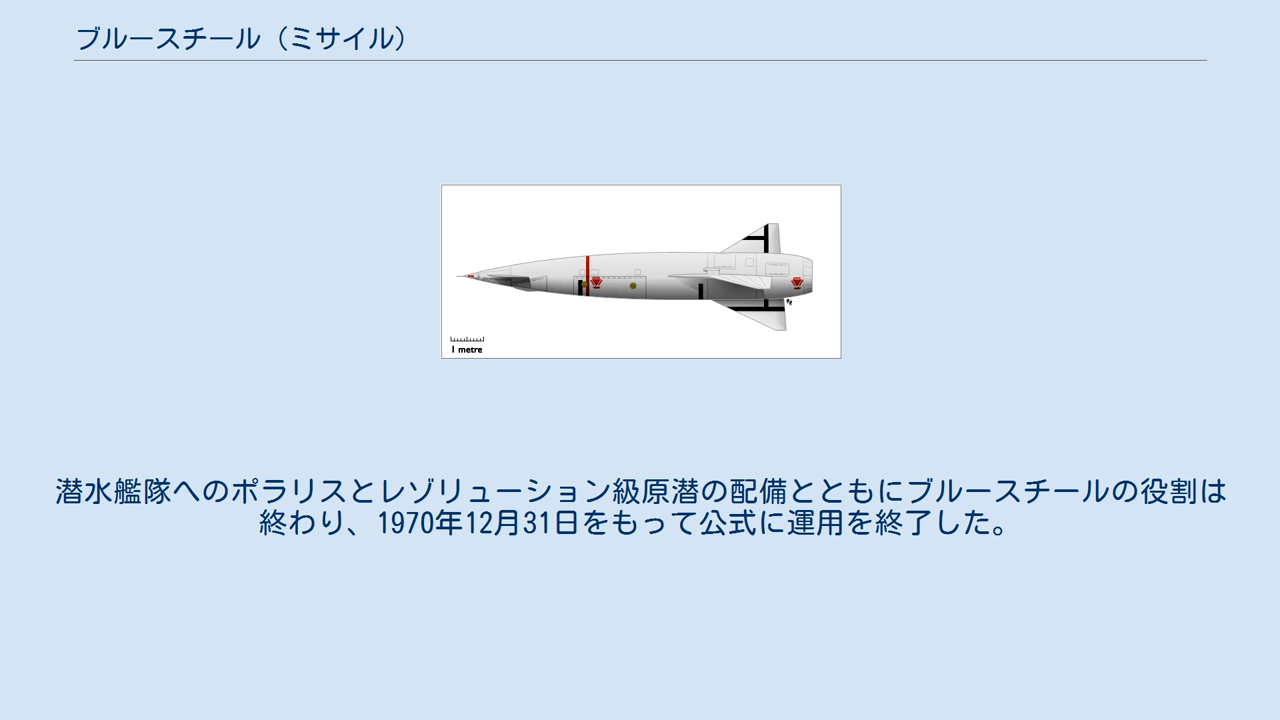 ブルースチール（ミサイル）
1 metre
潜水艦隊へのポラリスとレゾリューション級原潜の配備とともにブルースチールの役割は
終わり、1970年12月31日をもって公式に運用を終了した。